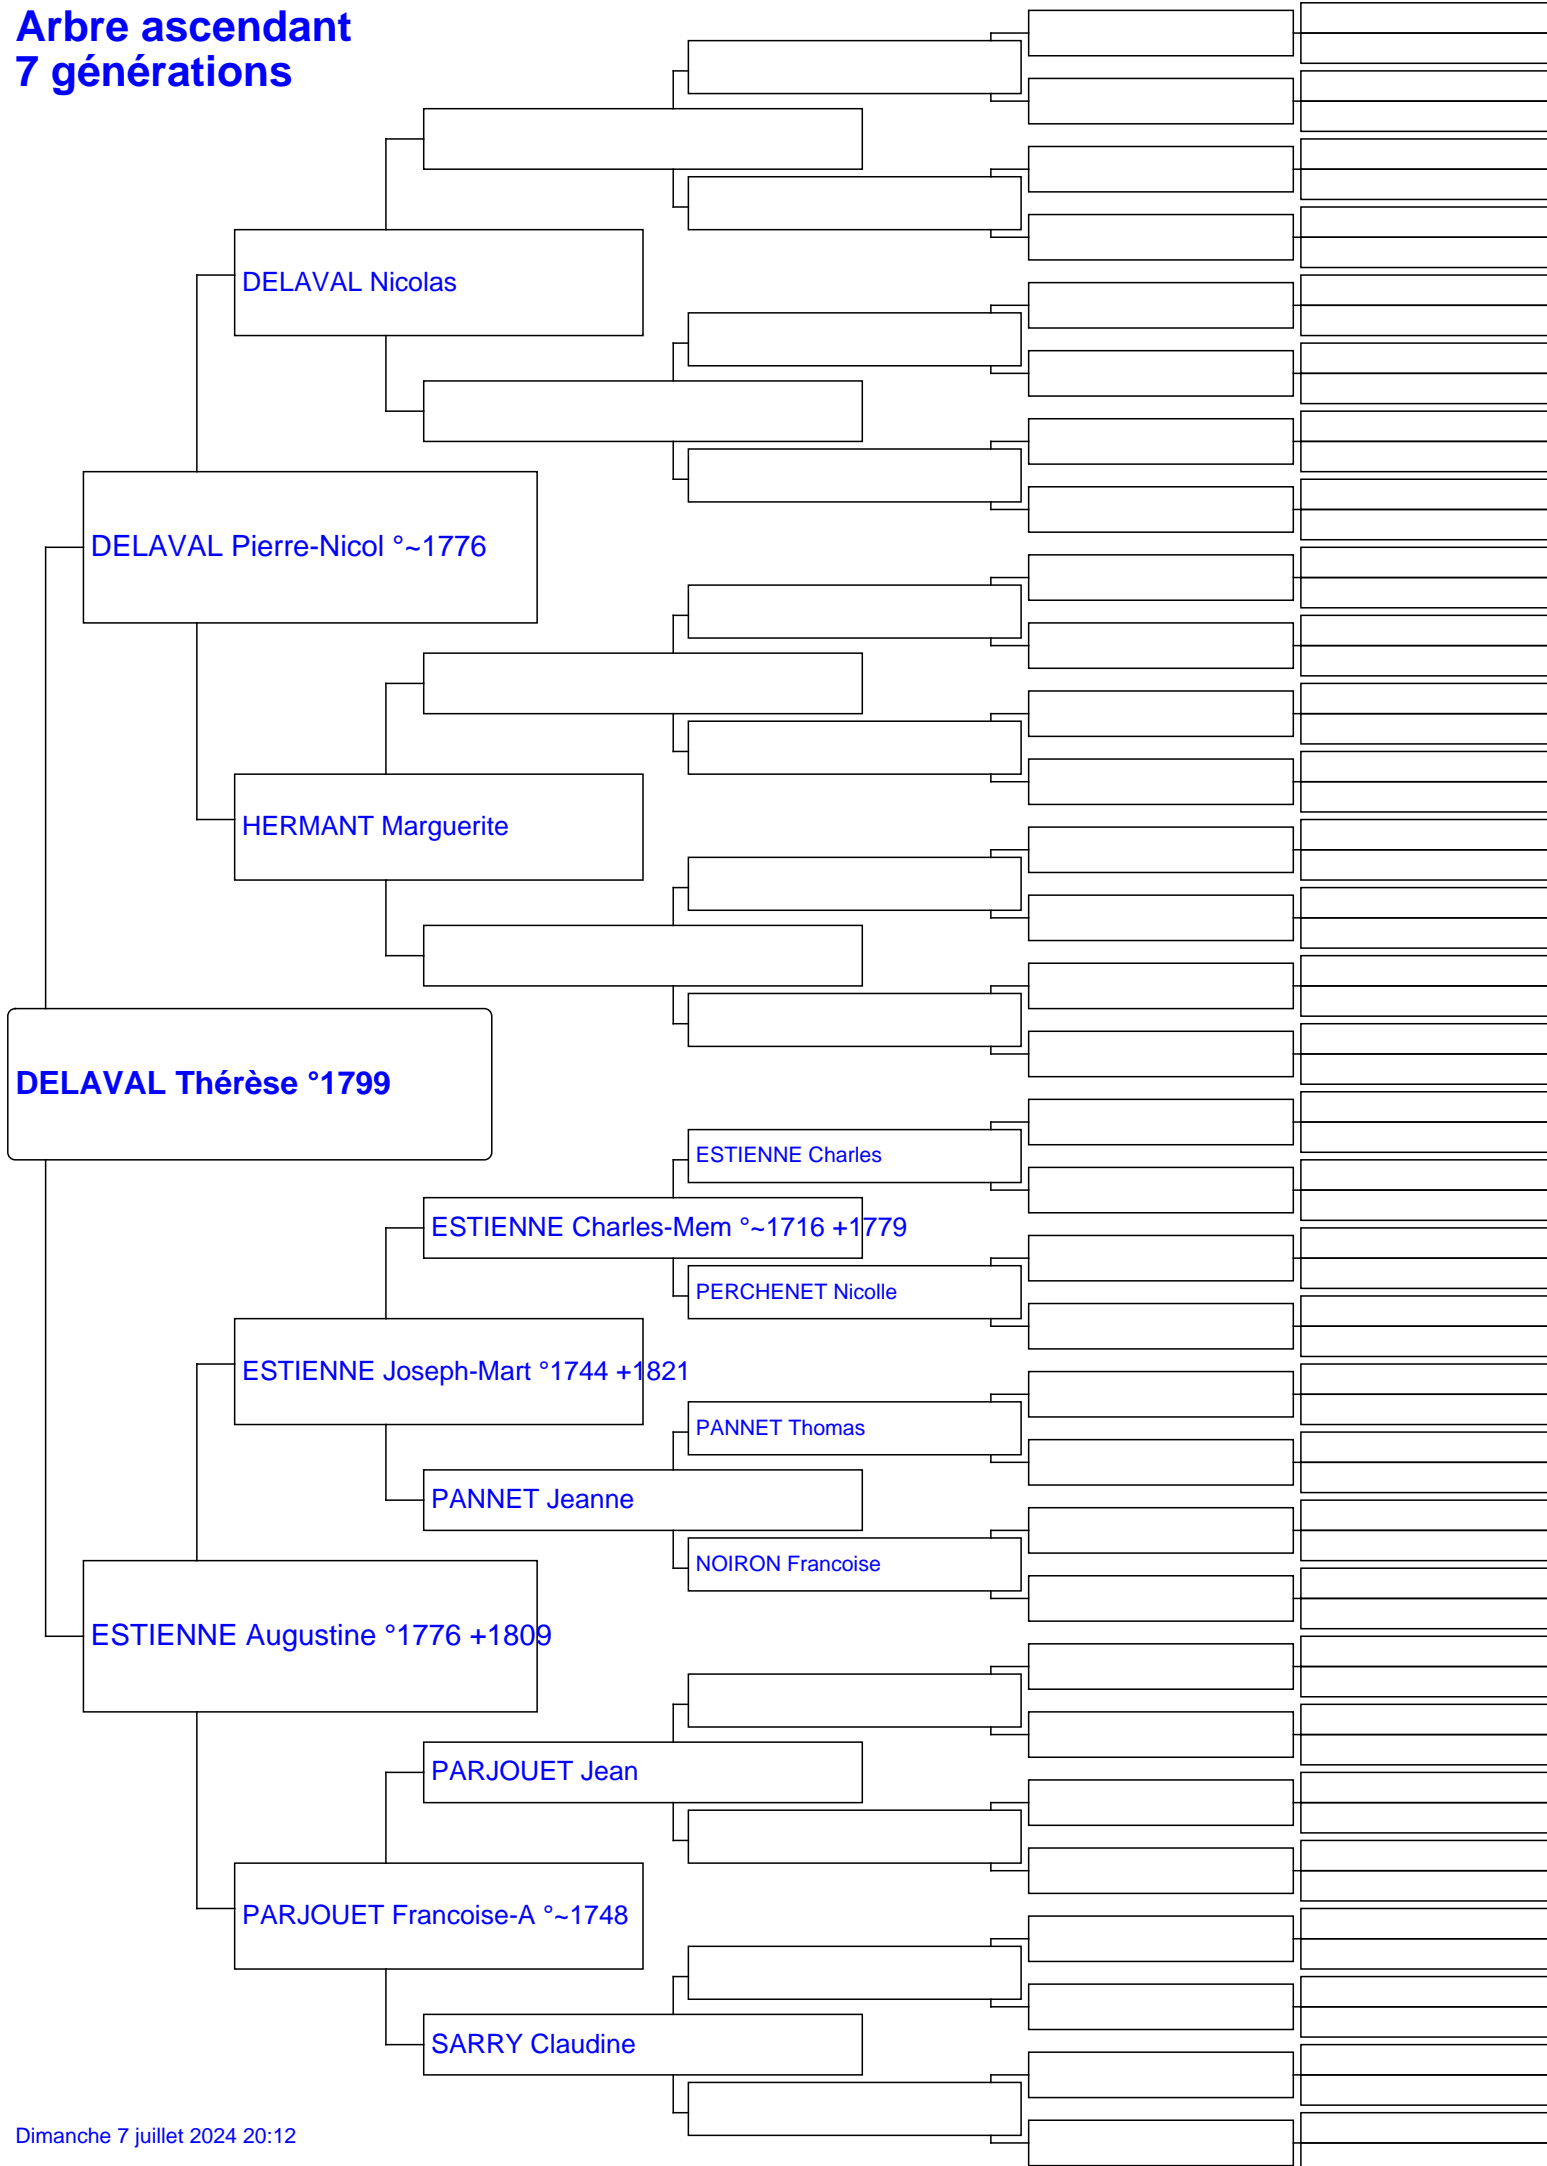 Arbre ascendant
7 générations
DELAVAL Nicolas
DELAVAL Pierre-Nicol °~1776
HERMANT Marguerite
DELAVAL Thérèse °1799
ESTIENNE Charles
ESTIENNE Charles-Mem °~1716 +1779
PERCHENET Nicolle
ESTIENNE Joseph-Mart °1744 +1821
PANNET Thomas
PANNET Jeanne
NOIRON Francoise
ESTIENNE Augustine °1776 +1809
PARJOUET Jean
PARJOUET Francoise-A °~1748
SARRY Claudine
Dimanche 7 juillet 2024 20:12